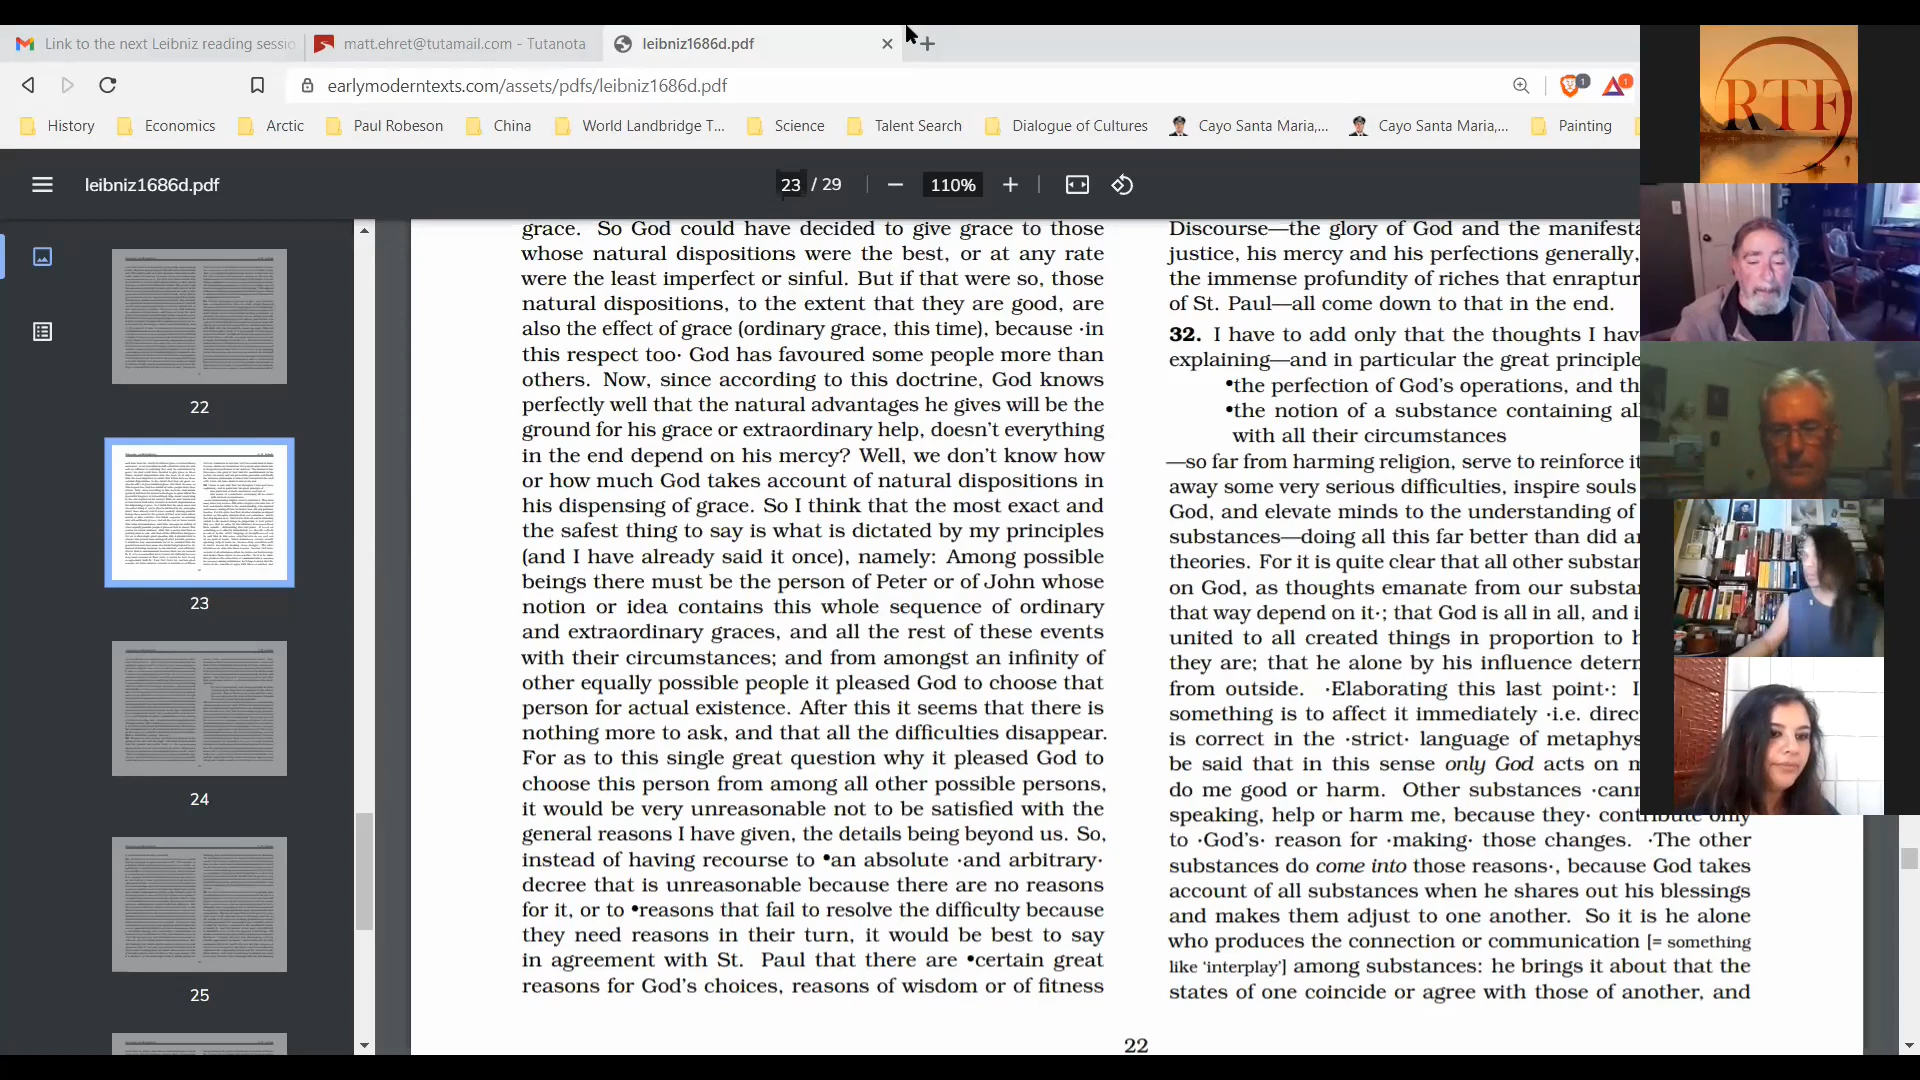 Link to the next Leibniz reading sessio
matt.ehret@tutamail.com - Tutanota
leibniz1686d.pdf
earlymoderntexts.com/assets/pdfs/leibniz1686d.pdf
1
1
History
Economics
Arctic
Paul Robeson
China
World Landbridge T...
Science
Talent Search
Dialogue of Cultures
Cayo Santa Maria,...
Cayo Santa Maria,...
Painting
leibniz1686d.pdf
23 / 29
110%
22
23
24
25
grace. So God could have decided to give grace to those
whose natural dispositions were the best, or at any rate
were the least imperfect or sinful. But if that were so, those
natural dispositions, to the extent that they are good, are
also the effect of grace (ordinary grace, this time), because ·in
this respect too· God has favoured some people more than
others. Now, since according to this doctrine, God knows
perfectly well that the natural advantages he gives will be the
ground for his grace or extraordinary help, doesn't everything
in the end depend on his mercy? Well, we don't know how
or how much God takes account of natural dispositions in
his dispensing of grace. So I think that the most exact and
the safest thing to say is what is dictated by my principles
(and I have already said it once), namely: Among possible
beings there must be the person of Peter or of John whose
notion or idea contains this whole sequence of ordinary
and extraordinary graces, and all the rest of these events
with their circumstances; and from amongst an infinity of
other equally possible people it pleased God to choose that
person for actual existence. After this it seems that there is
nothing more to ask, and that all the difficulties disappear.
For as to this single great question why it pleased God to
choose this person from among all other possible persons,
it would be very unreasonable not to be satisfied with the
general reasons I have given, the details being beyond us. So,
instead of having recourse to •an absolute ·and arbitrary·
decree that is unreasonable because there are no reasons
for it, or to •reasons that fail to resolve the difficulty because
they need reasons in their turn, it would be best to say
in agreement with St. Paul that there are •certain great
reasons for God's choices, reasons of wisdom or of fitness
Discourse—the glory of God and the manifesta
justice, his mercy and his perfections generally,
the immense profundity of riches that enraptur
of St. Paul—all come down to that in the end.
32. I have to add only that the thoughts I hav
explaining—and in particular the great principle
•the perfection of God's operations, and th
•the notion of a substance containing al
with all their circumstances
—so far from harming religion, serve to reinforce it
away some very serious difficulties, inspire souls
God, and elevate minds to the understanding of
substances—doing all this far better than did a
theories. For it is quite clear that all other substan
on God, as thoughts emanate from our substa
that way depend on it·; that God is all in all, and i
united to all created things in proportion to h
they are; that he alone by his influence determ
from outside. ·Elaborating this last point·: I
something is to affect it immediately ·i.e. direc
is correct in the ·strict· language of metaphys
be said that in this sense only God acts on m
do me good or harm. Other substances ·cann
speaking, help or harm me, because they· contribute only
to ·God's· reason for ·making· those changes. ·The other
substances do come into those reasons·, because God takes
account of all substances when he shares out his blessings
and makes them adjust to one another. So it is he alone
who produces the connection or communication [= something
like 'interplay'] among substances: he brings it about that the
states of one coincide or agree with those of another, and
22
RTF